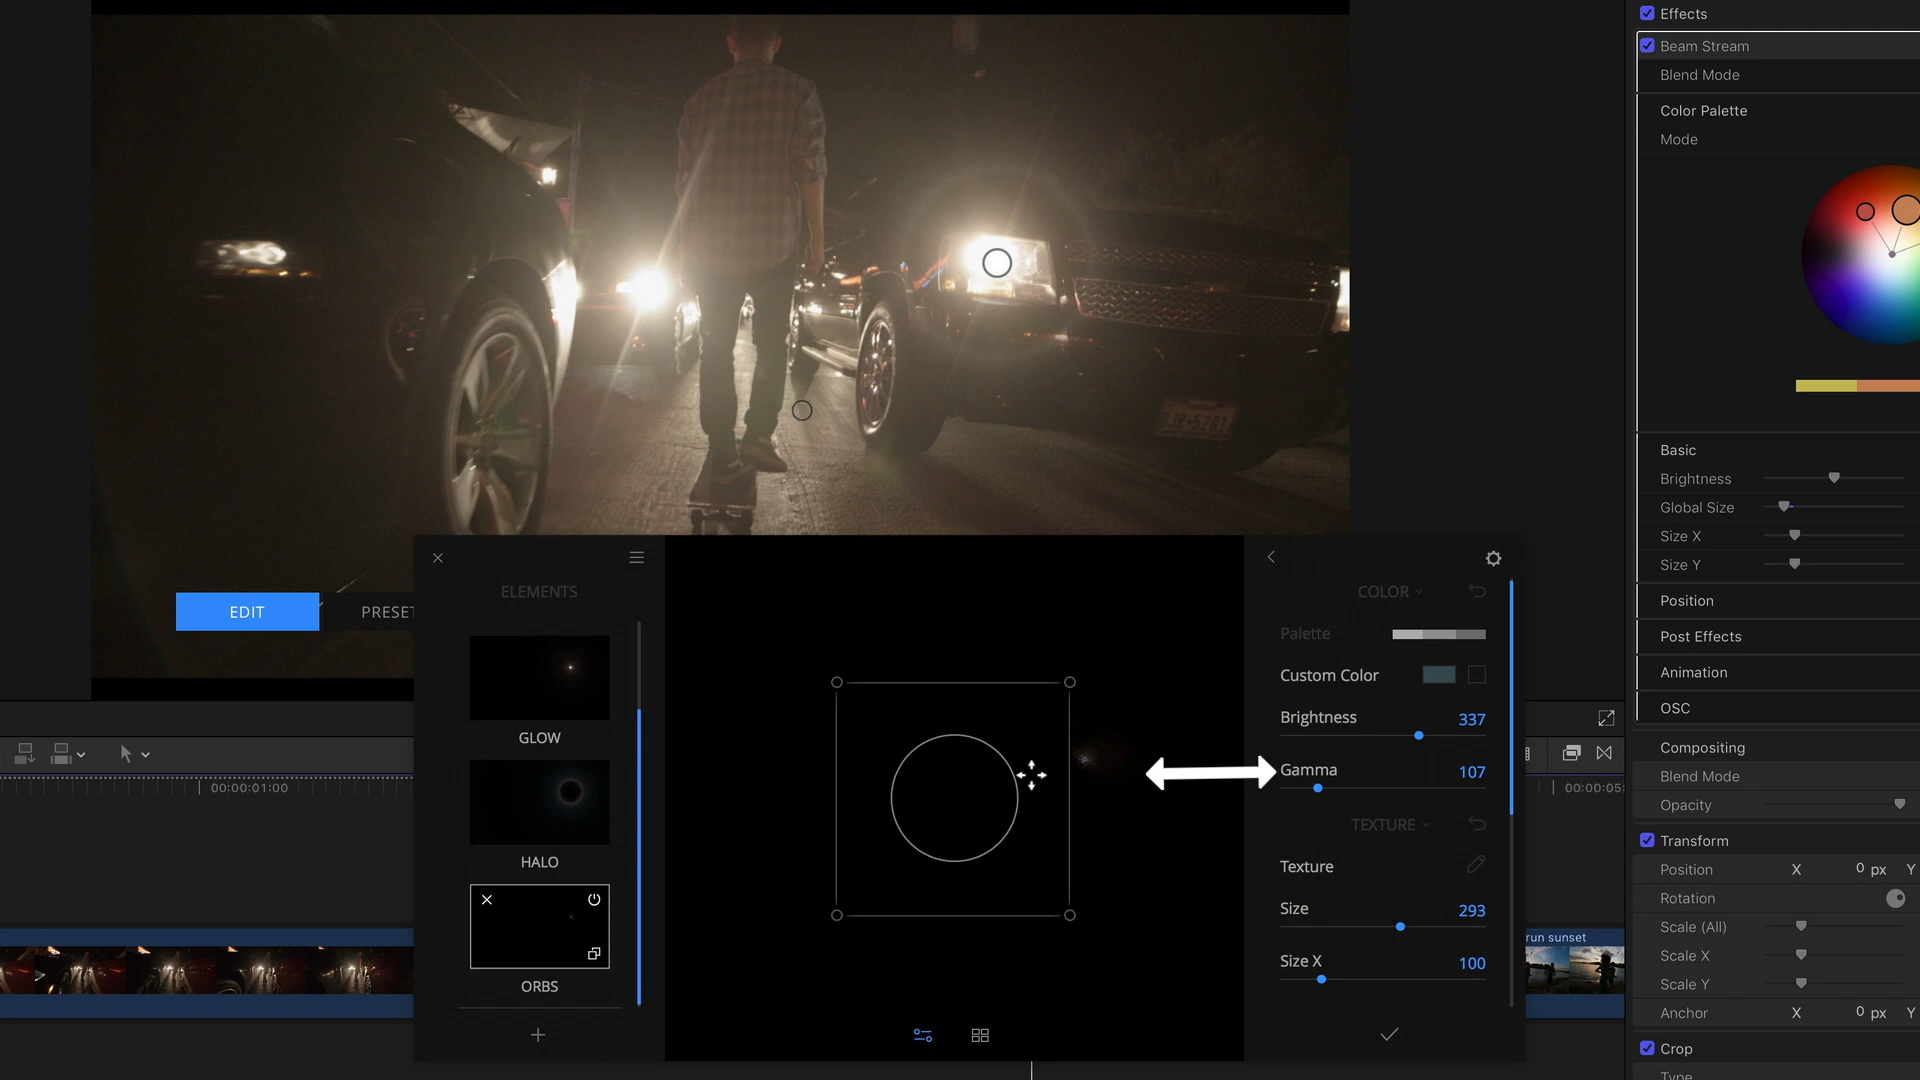 Effects
Beam Stream
Blend Mode
Color Palette
Mode
Basic
Brightness
Global Size
Size X
Size Y
Position
Post Effects
Animation
OSC
Compositing
Blend Mode
Opacity
Transform
Position X 0 px Y
Rotation
Scale (All)
Scale X
Scale Y
Anchor X 0 px Y
Crop
Type
EDIT
PRESET
ELEMENTS
GLOW
HALO
ORBS
COLOR
Palette
Custom Color
Brightness 337
Gamma 107
TEXTURE
Texture
Size 293
Size X 100
00:00:01:00
00:00:05:
run sunset